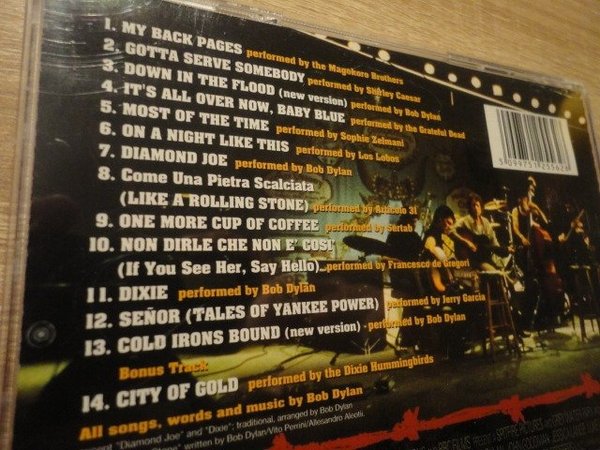 1. MY BACK PAGES performed by the Magokoro Brothers
2. GOTTA SERVE SOMEBODY performed by Shirley Caesar
3. DOWN IN THE FLOOD (new version) performed by Bob Dylan
4. IT'S ALL OVER NOW, BABY BLUE performed by the Grateful Dead
5. MOST OF THE TIME performed by Sophie Zelmani
6. ON A NIGHT LIKE THIS performed by Los Lobos
7. DIAMOND JOE performed by Bob Dylan
8. Come Una Pietra Scalciata
(LIKE A ROLLING STONE) performed by Articolo 31
9. ONE MORE CUP OF COFFEE performed by Sertab
10. NON DIRLE CHE NON E' COSI'
(If You See Her, Say Hello) performed by Francesco de Gregori
11. DIXIE performed by Bob Dylan
12. SEÑOR (TALES OF YANKEE POWER) performed by Jerry Garcia
13. COLD IRONS BOUND (new version) performed by Bob Dylan
Bonus Track
14. CITY OF GOLD performed by the Dixie Hummingbirds
All songs, words and music by Bob Dylan
"Diamond Joe" and "Dixie"; traditional, arranged by Bob Dylan
written by Bob Dylan/Vito Perrini/Allesandro Aleotti.